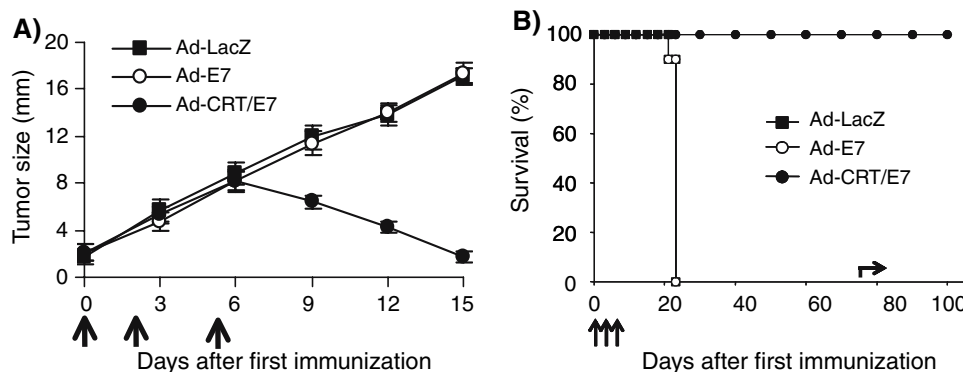 A)
Tumor size (mm)
20
16
12
8
4
0
Ad-LacZ
Ad-E7
Ad-CRT/E7
0 3 6 9 12 15
Days after first immunization
B)
Survival (%)
100
80
60
40
20
0
Ad-LacZ
Ad-E7
Ad-CRT/E7
0 20 40 60 80 100
Days after first immunization